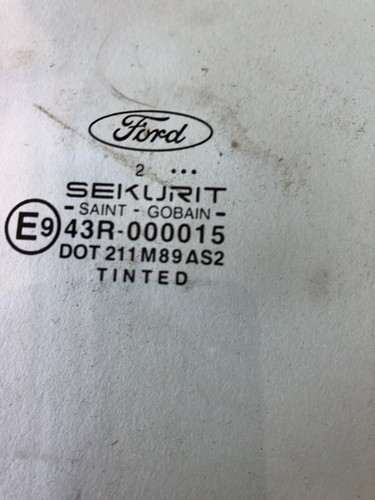 Ford
2 •••
SEKURIT
- SAINT - GOBAIN -
E9 43R-000015
DOT 211 M89 AS2
TINTED